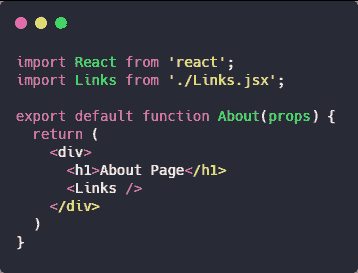 import React from 'react';
import Links from './Links.jsx';

export default function About(props) {
  return (
    <div>
      <h1>About Page</h1>
      <Links />
    </div>
  )
}